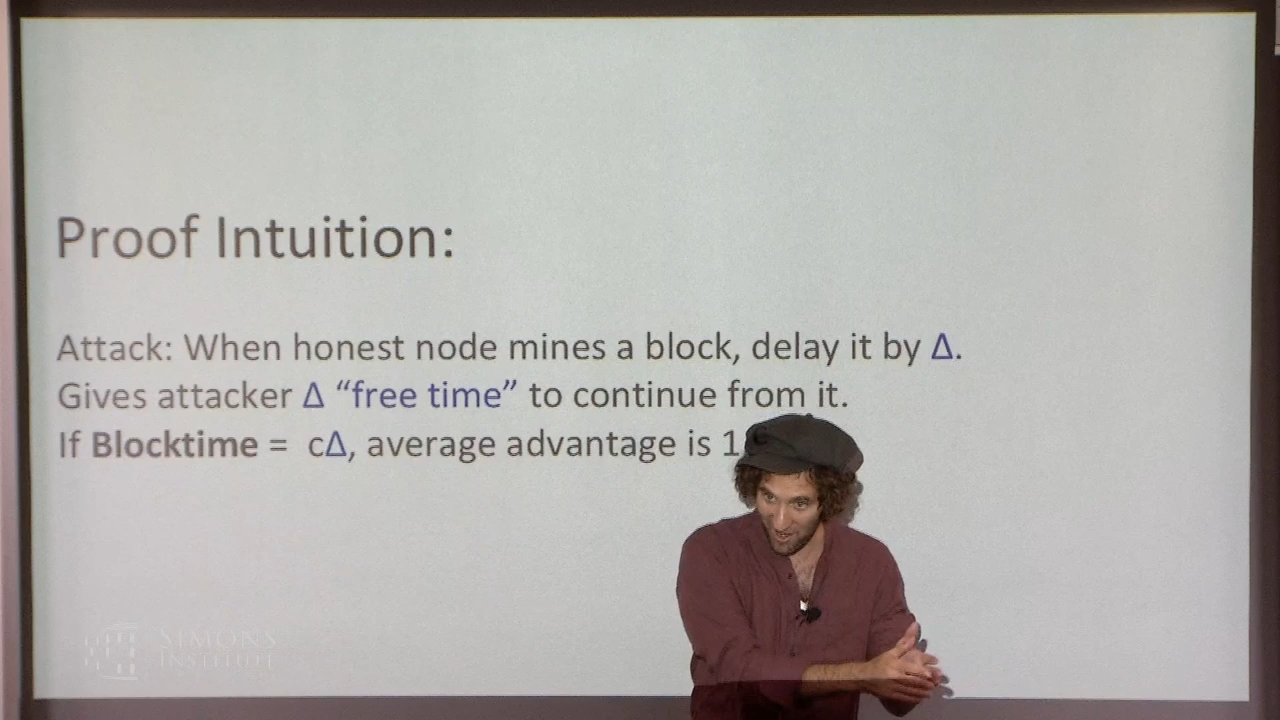 Proof Intuition:
Attack: When honest node mines a block, delay it by Δ.
Gives attacker Δ “free time” to continue from it.
If Blocktime = cΔ, average advantage is 1
SIMONS
INSTITUTE